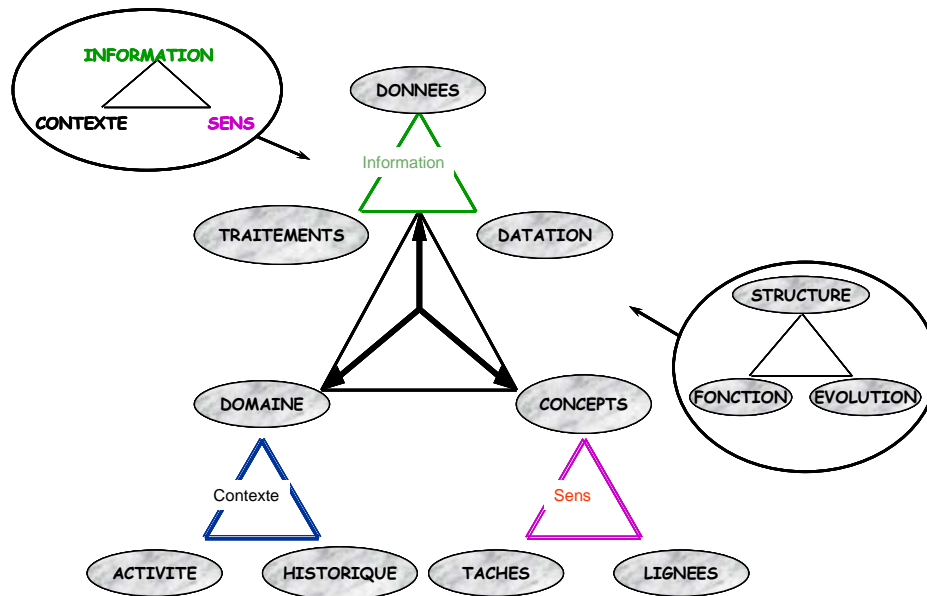 INFORMATION
CONTEXTE SENS
DONNEES
Information
TRAITEMENTS DATATION
STRUCTURE
FONCTION EVOLUTION
DOMAINE CONCEPTS
Contexte Sens
ACTIVITE HISTORIQUE TACHES LIGNEES